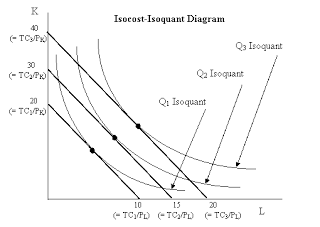 K
Isocost-Isoquant Diagram
40
(= TC3/PK)
Q3 Isoquant
30
(= TC2/PK)
Q2 Isoquant
20
(= TC1/PK)
Q1 Isoquant
10 15 20 L
(= TC1/PL) (= TC2/PL) (= TC3/PL)